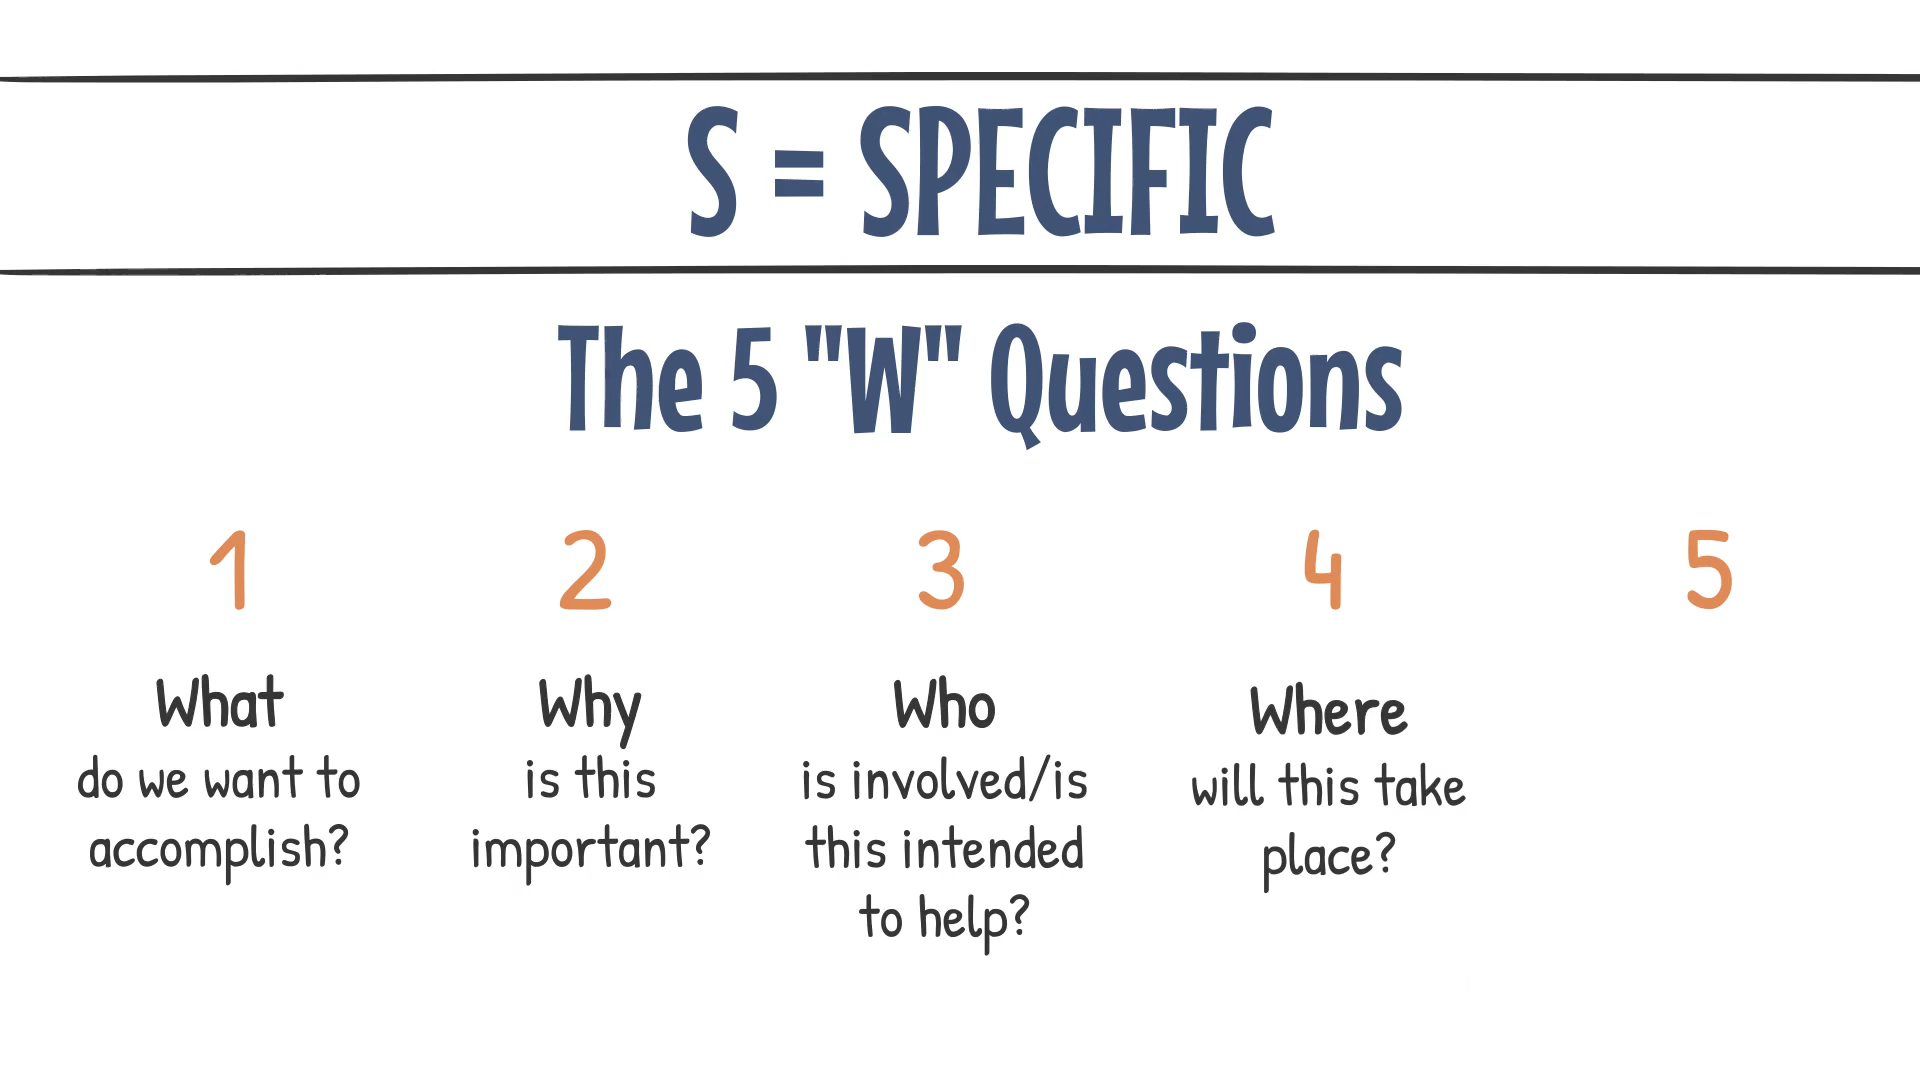 S = SPECIFIC
The 5 "W" Questions
1
What
do we want to
accomplish?
2
Why
is this
important?
3
Who
is involved/is
this intended
to help?
4
Where
will this take
place?
5